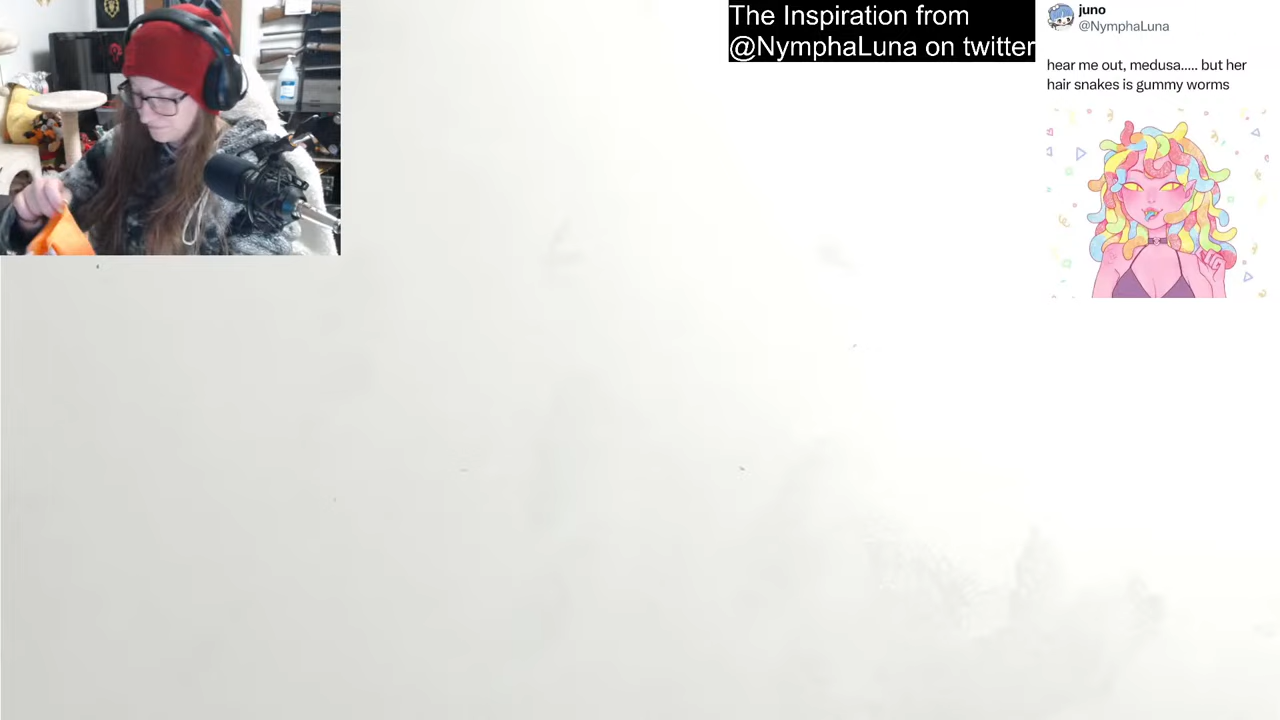 The Inspiration from
@NymphaLuna on twitter
juno
@NymphaLuna
hear me out, medusa..... but her
hair snakes is gummy worms